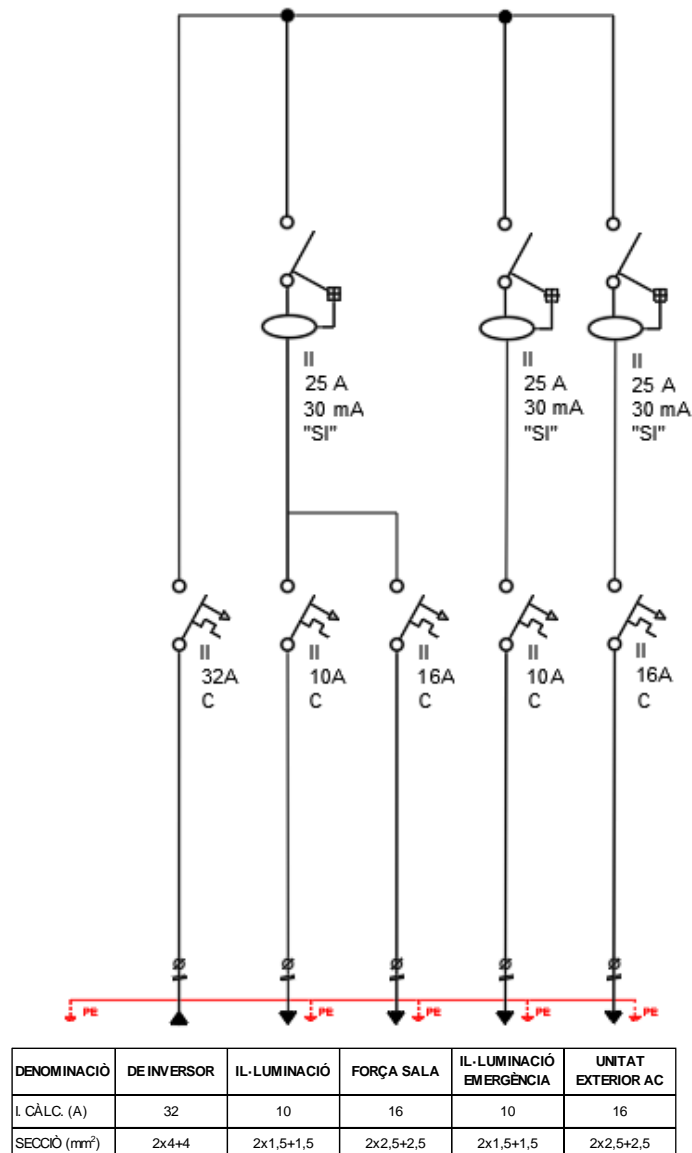 II
25 A
30 mA
"SI"
II
25 A
30 mA
"SI"
II
25 A
30 mA
"SI"
II
32A
C
II
10A
C
II
16A
C
II
10A
C
II
16A
C
PE
PE
PE
PE
PE
DENOMINACIÒ DE INVERSOR IL·LUMINACIÓ FORÇA SALA IL·LUMINACIÓ EMERGÈNCIA UNITAT EXTERIOR AC
I. CÀLC. (A) 32 10 16 10 16
SECCIÒ (mm²) 2x4+4 2x1,5+1,5 2x2,5+2,5 2x1,5+1,5 2x2,5+2,5